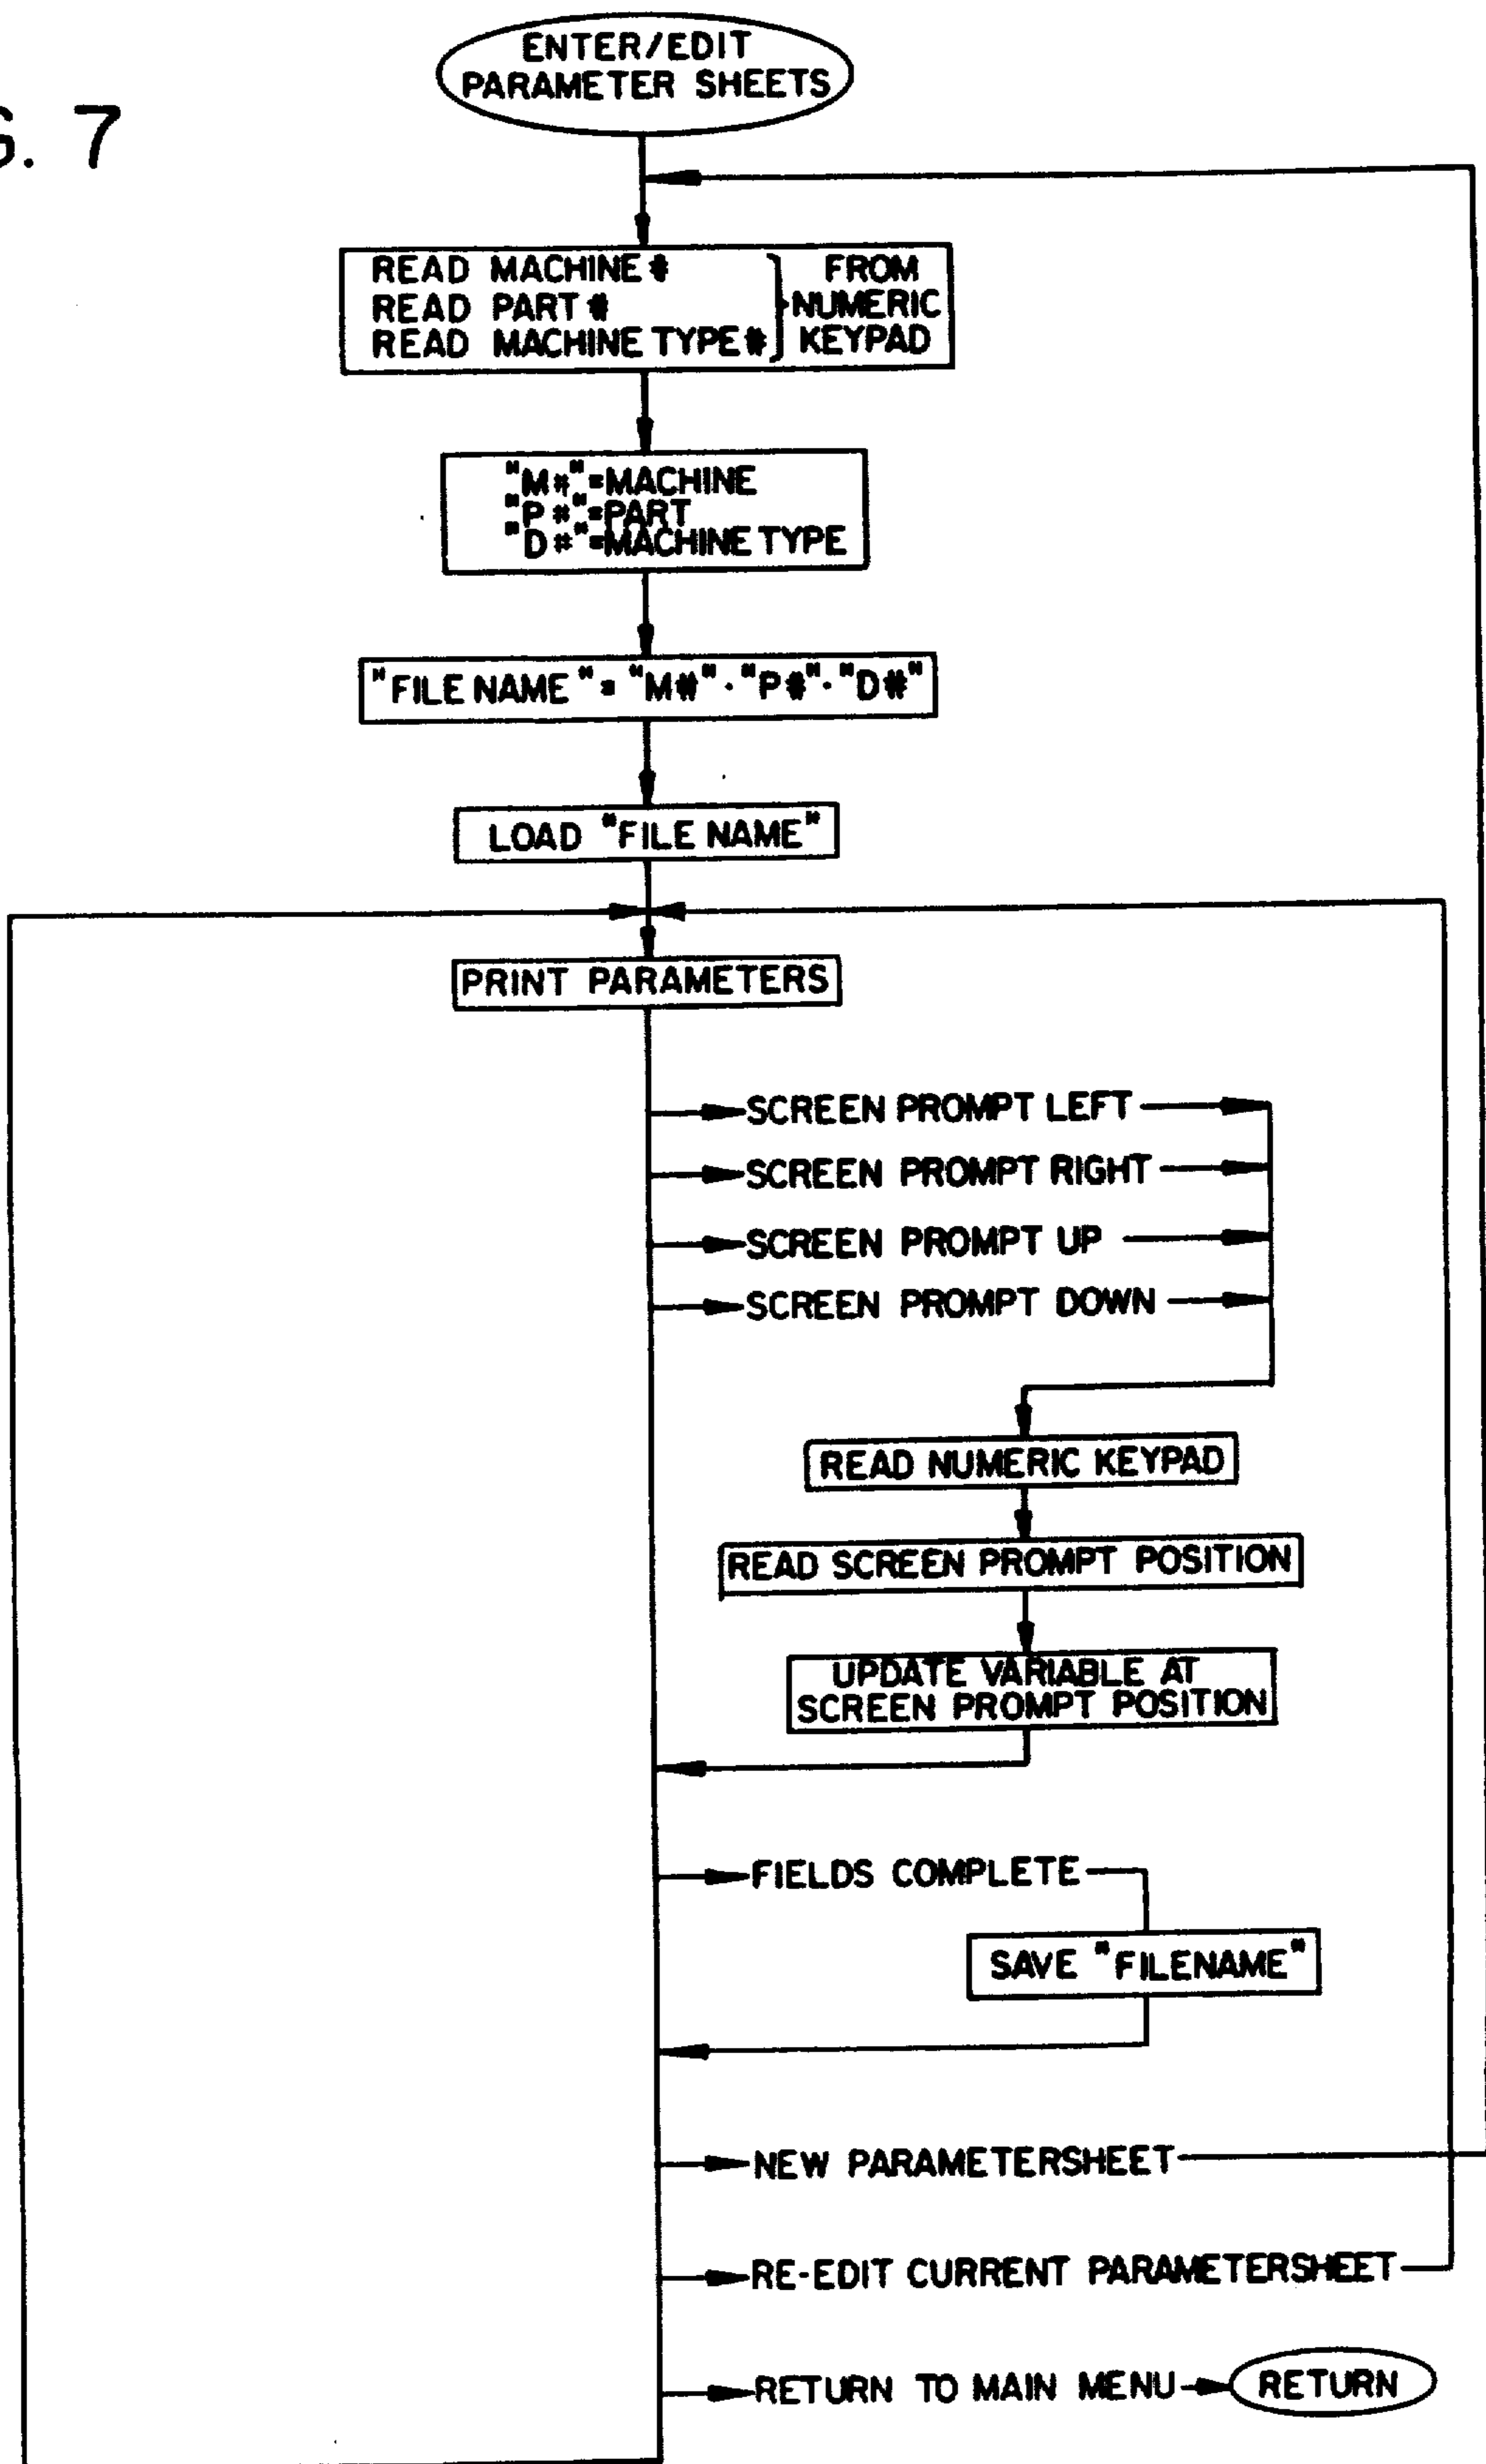 G. 7
ENTER/EDIT
PARAMETER SHEETS
READ MACHINE #
READ PART #
READ MACHINE TYPE #
FROM
NUMERIC
KEYPAD
"M#"=MACHINE
"P#"=PART
"D#"=MACHINE TYPE
"FILE NAME"= "M#"·"P#"·"D#"
LOAD "FILE NAME"
PRINT PARAMETERS
SCREEN PROMPT LEFT
SCREEN PROMPT RIGHT
SCREEN PROMPT UP
SCREEN PROMPT DOWN
READ NUMERIC KEYPAD
READ SCREEN PROMPT POSITION
UPDATE VARIABLE AT
SCREEN PROMPT POSITION
FIELDS COMPLETE
SAVE "FILENAME"
NEW PARAMETERSHEET
RE-EDIT CURRENT PARAMETERSHEET
RETURN TO MAIN MENU
RETURN